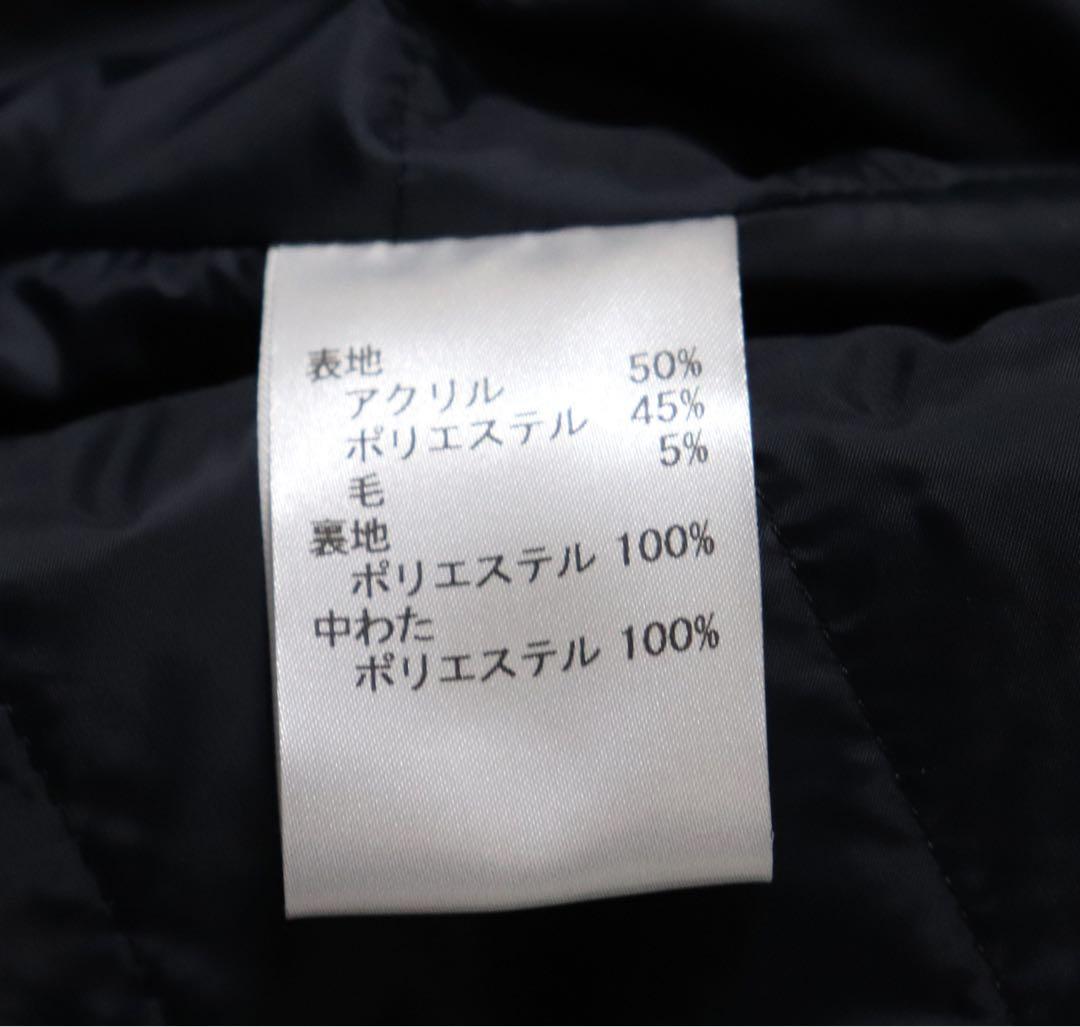 表地
アクリル 50%
ポリエステル 45%
毛 5%
裏地
ポリエステル 100%
中わた
ポリエステル 100%